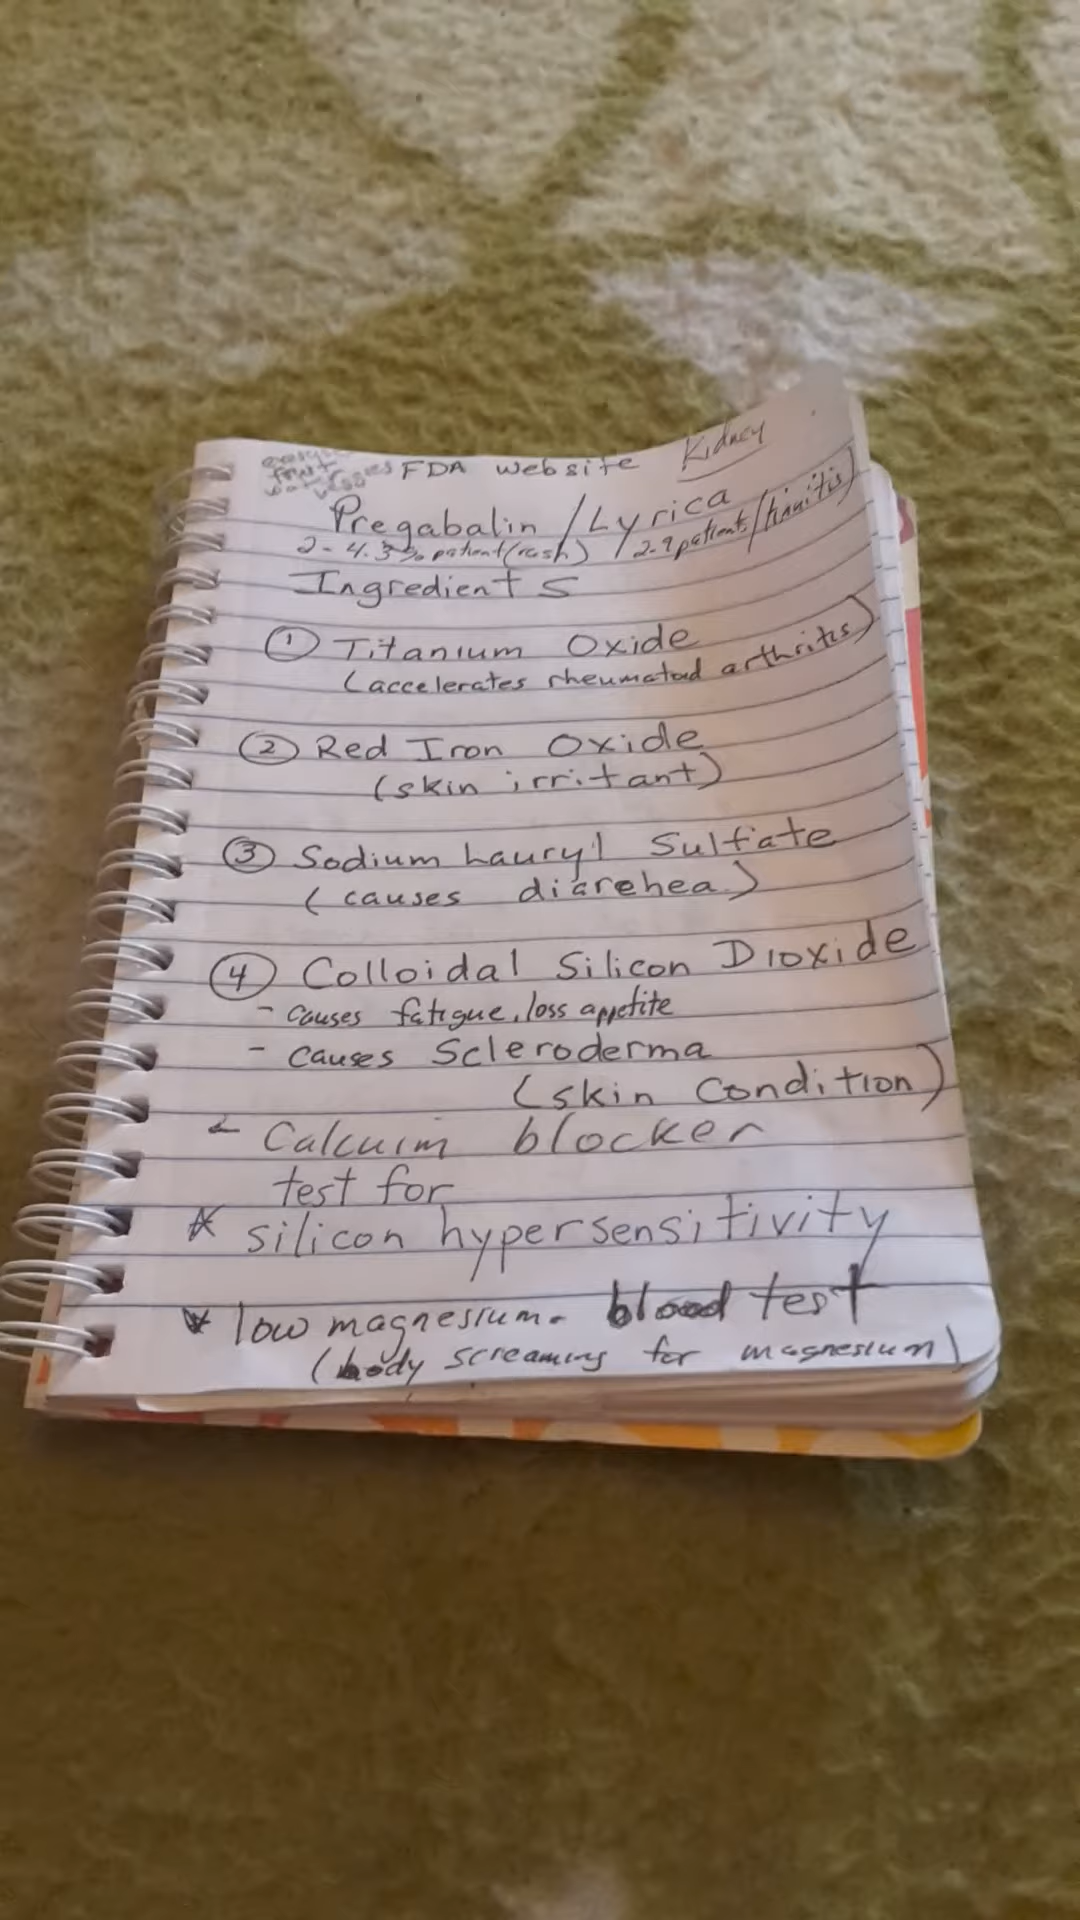 FDA website Kidney
Pregabalin / Lyrica
2-4.3% patient (rash) / 2-9 patients / tinnitis)
Ingredients
① Titanium Oxide
(accelerates rheumatoid arthritis)
② Red Iron Oxide
(skin irritant)
③ Sodium Lauryl Sulfate
( causes diarehea)
④ Colloidal Silicon Dioxide
- causes fatigue, loss appetite
- causes Scleroderma
(skin condition)
- Calcuim blocker
test for
* silicon hypersensitivity
* low magnesium - blood test
(body screaming for magnesium)